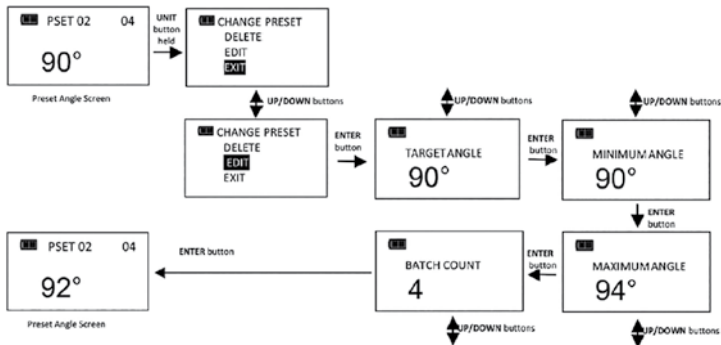 PSET 02 04
90°
Preset Angle Screen
UNIT
button
held
CHANGE PRESET
DELETE
EDIT
EXIT
UP/DOWN buttons
UP/DOWN buttons
UP/DOWN buttons
CHANGE PRESET
DELETE
EDIT
EXIT
ENTER
button
TARGET ANGLE
90°
ENTER
button
MINIMUM ANGLE
90°
ENTER
button
PSET 02 04
92°
Preset Angle Screen
ENTER button
BATCH COUNT
4
ENTER
button
MAXIMUM ANGLE
94°
UP/DOWN buttons
UP/DOWN buttons